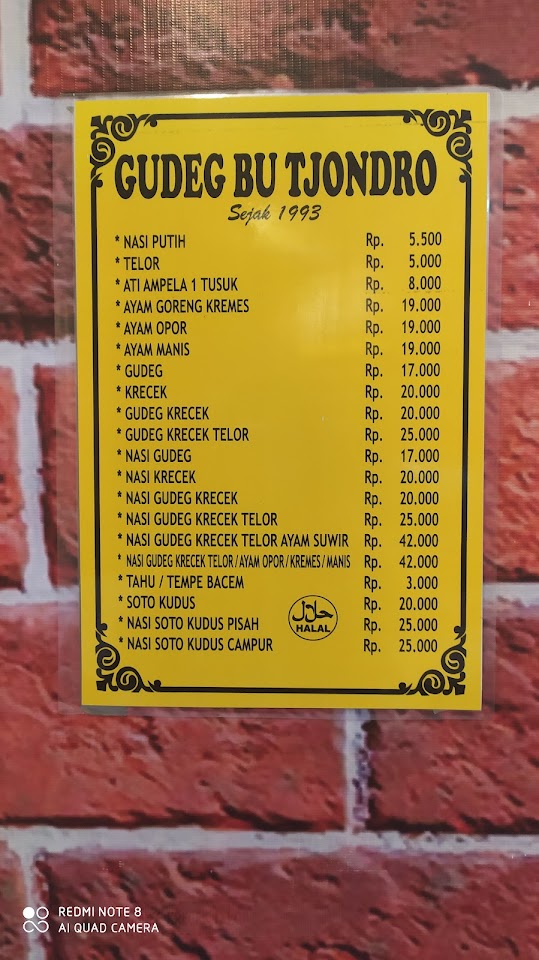 GUDEG BU TJONDRO
Sejak 1993
* NASI PUTIH Rp. 5.500
* TELOR Rp. 5.000
* ATI AMPELA 1 TUSUK Rp. 8.000
* AYAM GORENG KREMES Rp. 19.000
* AYAM OPOR Rp. 19.000
* AYAM MANIS Rp. 19.000
* GUDEG Rp. 17.000
* KRECEK Rp. 20.000
* GUDEG KRECEK Rp. 20.000
* GUDEG KRECEK TELOR Rp. 25.000
* NASI GUDEG Rp. 17.000
* NASI KRECEK Rp. 20.000
* NASI GUDEG KRECEK Rp. 20.000
* NASI GUDEG KRECEK TELOR Rp. 25.000
* NASI GUDEG KRECEK TELOR AYAM SUWIR Rp. 42.000
* NASI GUDEG KRECEK TELOR / AYAM OPOR / KREMES / MANIS Rp. 42.000
* TAHU / TEMPE BACEM Rp. 3.000
* SOTO KUDUS Rp. 20.000
* NASI SOTO KUDUS PISAH Rp. 25.000
* NASI SOTO KUDUS CAMPUR Rp. 25.000
حلال
HALAL
REDMI NOTE 8
AI QUAD CAMERA